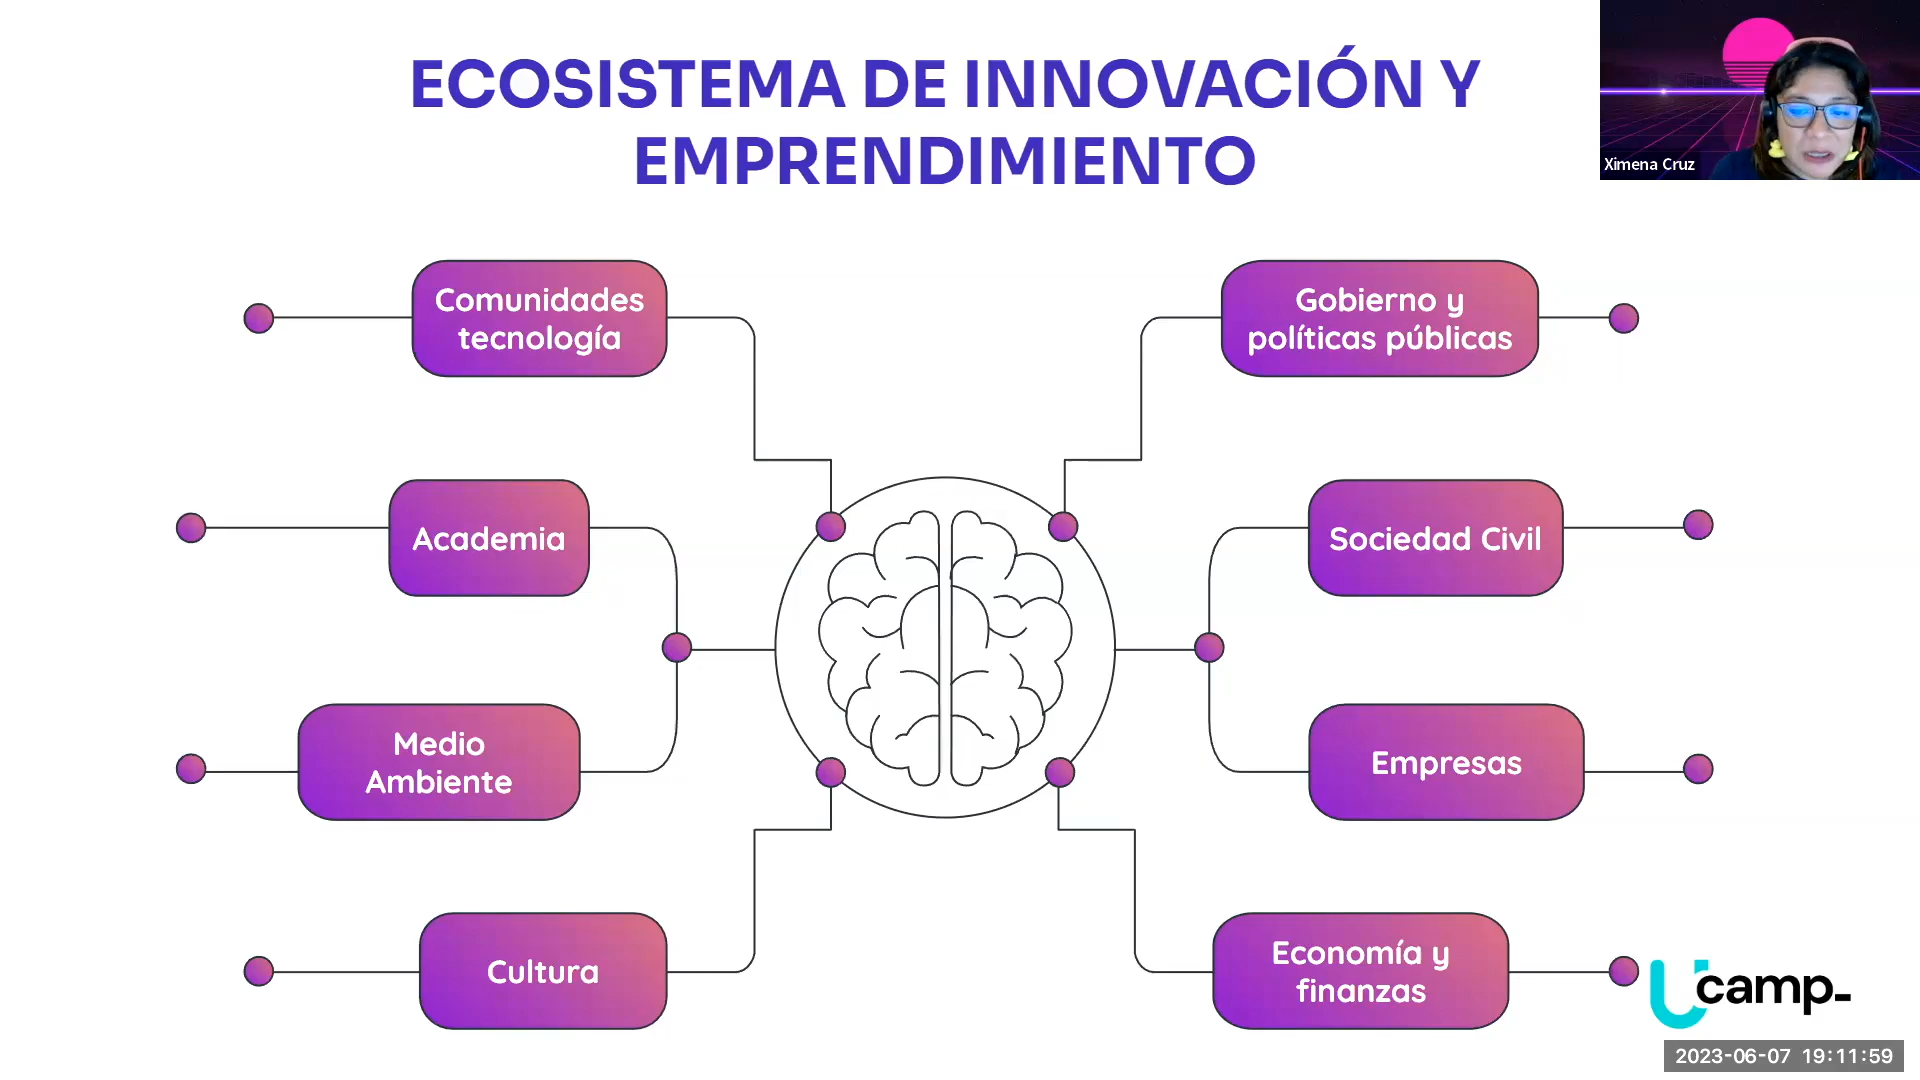 ECOSISTEMA DE INNOVACIÓN Y
EMPRENDIMIENTO
Ximena Cruz
Comunidades
tecnología
Gobierno y
políticas públicas
Academia
Sociedad Civil
Medio
Ambiente
Empresas
Cultura
Economía y
finanzas
Ucamp_
2023-06-07 19:11:59